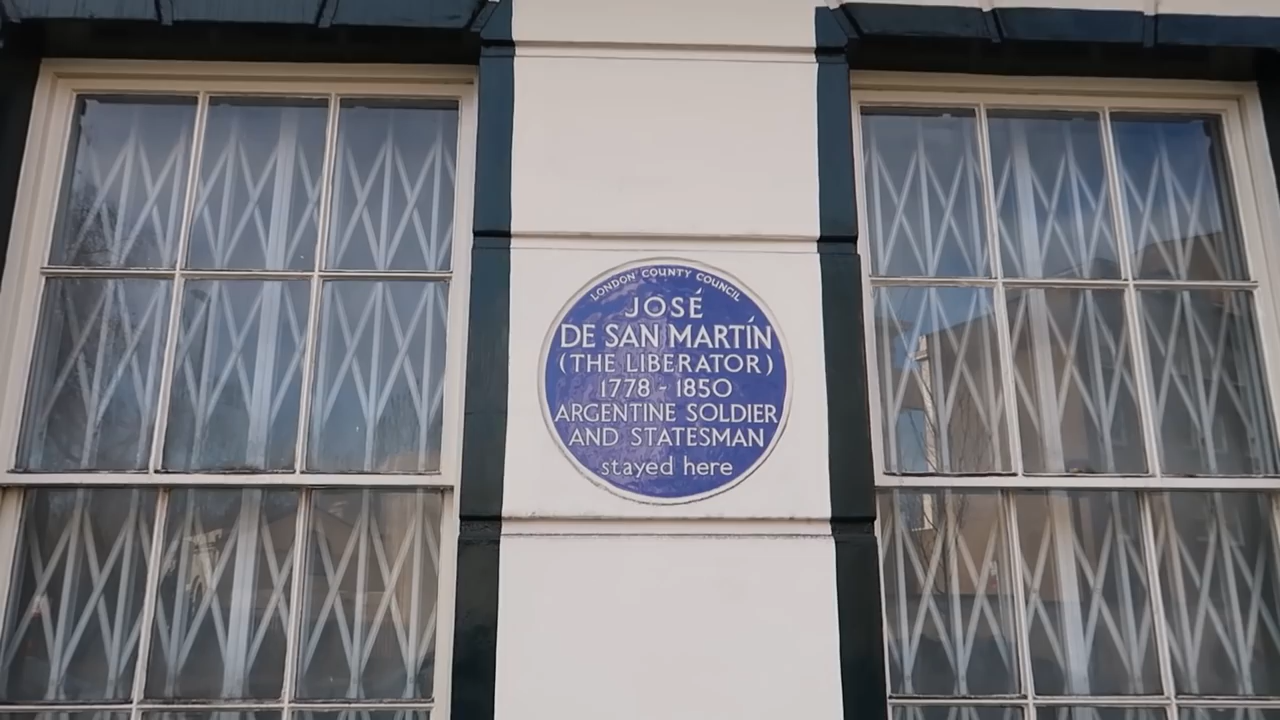 LONDON COUNTY COUNCIL
JOSÉ
DE SAN MARTÍN
(THE LIBERATOR)
1778 - 1850
ARGENTINE SOLDIER
AND STATESMAN
stayed here